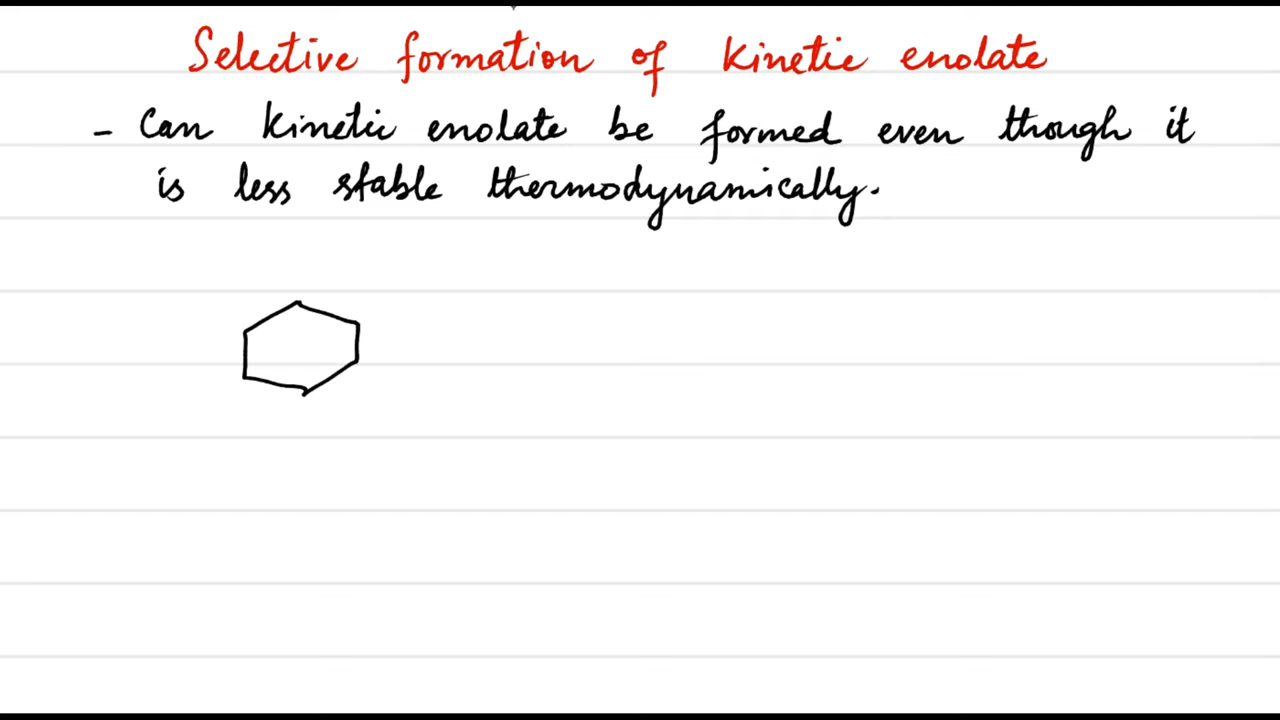 Selective formation of kinetic enolate
- Can kinetic enolate be formed even though it
is less stable thermodynamically.